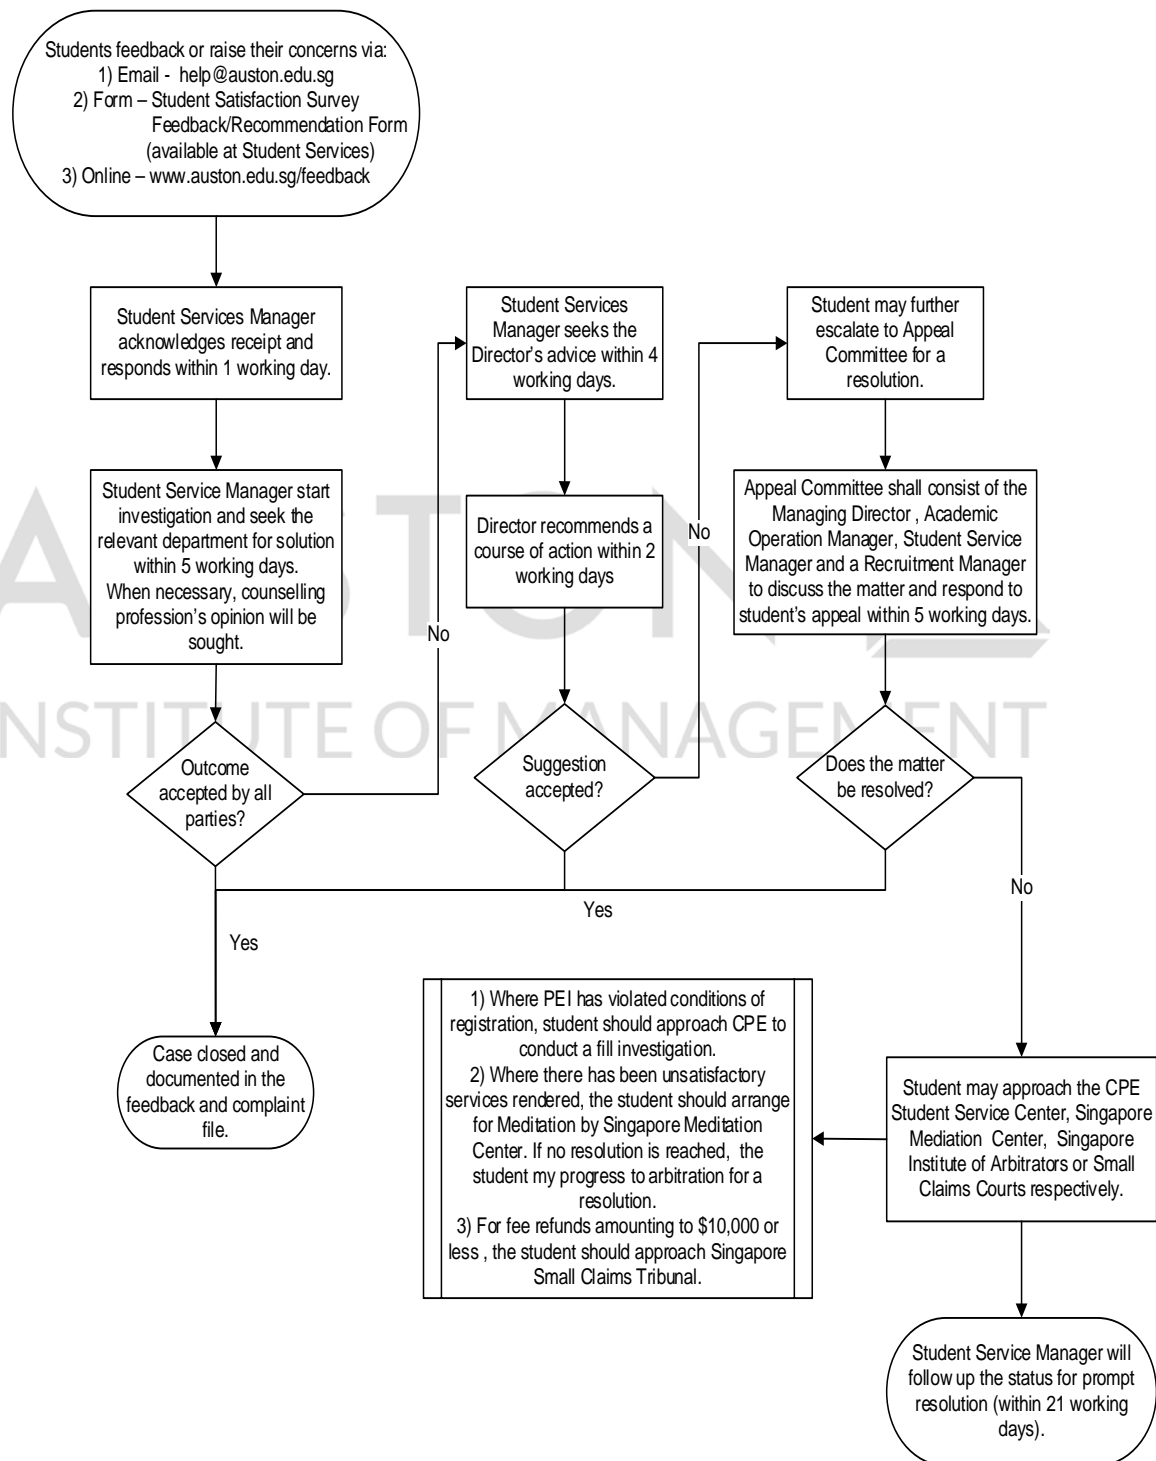 Students feedback or raise their concerns via:
1) Email - help@auston.edu.sg
2) Form – Student Satisfaction Survey
Feedback/Recommendation Form
(available at Student Services)
3) Online – www.auston.edu.sg/feedback
Student Services Manager
acknowledges receipt and
responds within 1 working day.
Student Service Manager start
investigation and seek the
relevant department for solution
within 5 working days.
When necessary, counselling
profession's opinion will be
sought.
Outcome
accepted by all
parties?
No
Yes
Case closed and
documented in the
feedback and complaint
file.
Student Services
Manager seeks the
Director's advice within 4
working days.
Director recommends a
course of action within 2
working days
Suggestion
accepted?
No
Yes
Student may further
escalate to Appeal
Committee for a
resolution.
Appeal Committee shall consist of the
Managing Director , Academic
Operation Manager, Student Service
Manager and a Recruitment Manager
to discuss the matter and respond to
student's appeal within 5 working days.
Does the matter
be resolved?
No
Student may approach the CPE
Student Service Center, Singapore
Mediation Center, Singapore
Institute of Arbitrators or Small
Claims Courts respectively.
1) Where PEI has violated conditions of
registration, student should approach CPE to
conduct a fill investigation.
2) Where there has been unsatisfactory
services rendered, the student should arrange
for Meditation by Singapore Meditation
Center. If no resolution is reached, the
student my progress to arbitration for a
resolution.
3) For fee refunds amounting to $10,000 or
less , the student should approach Singapore
Small Claims Tribunal.
Student Service Manager will
follow up the status for prompt
resolution (within 21 working
days).
AUSTON
INSTITUTE OF MANAGEMENT